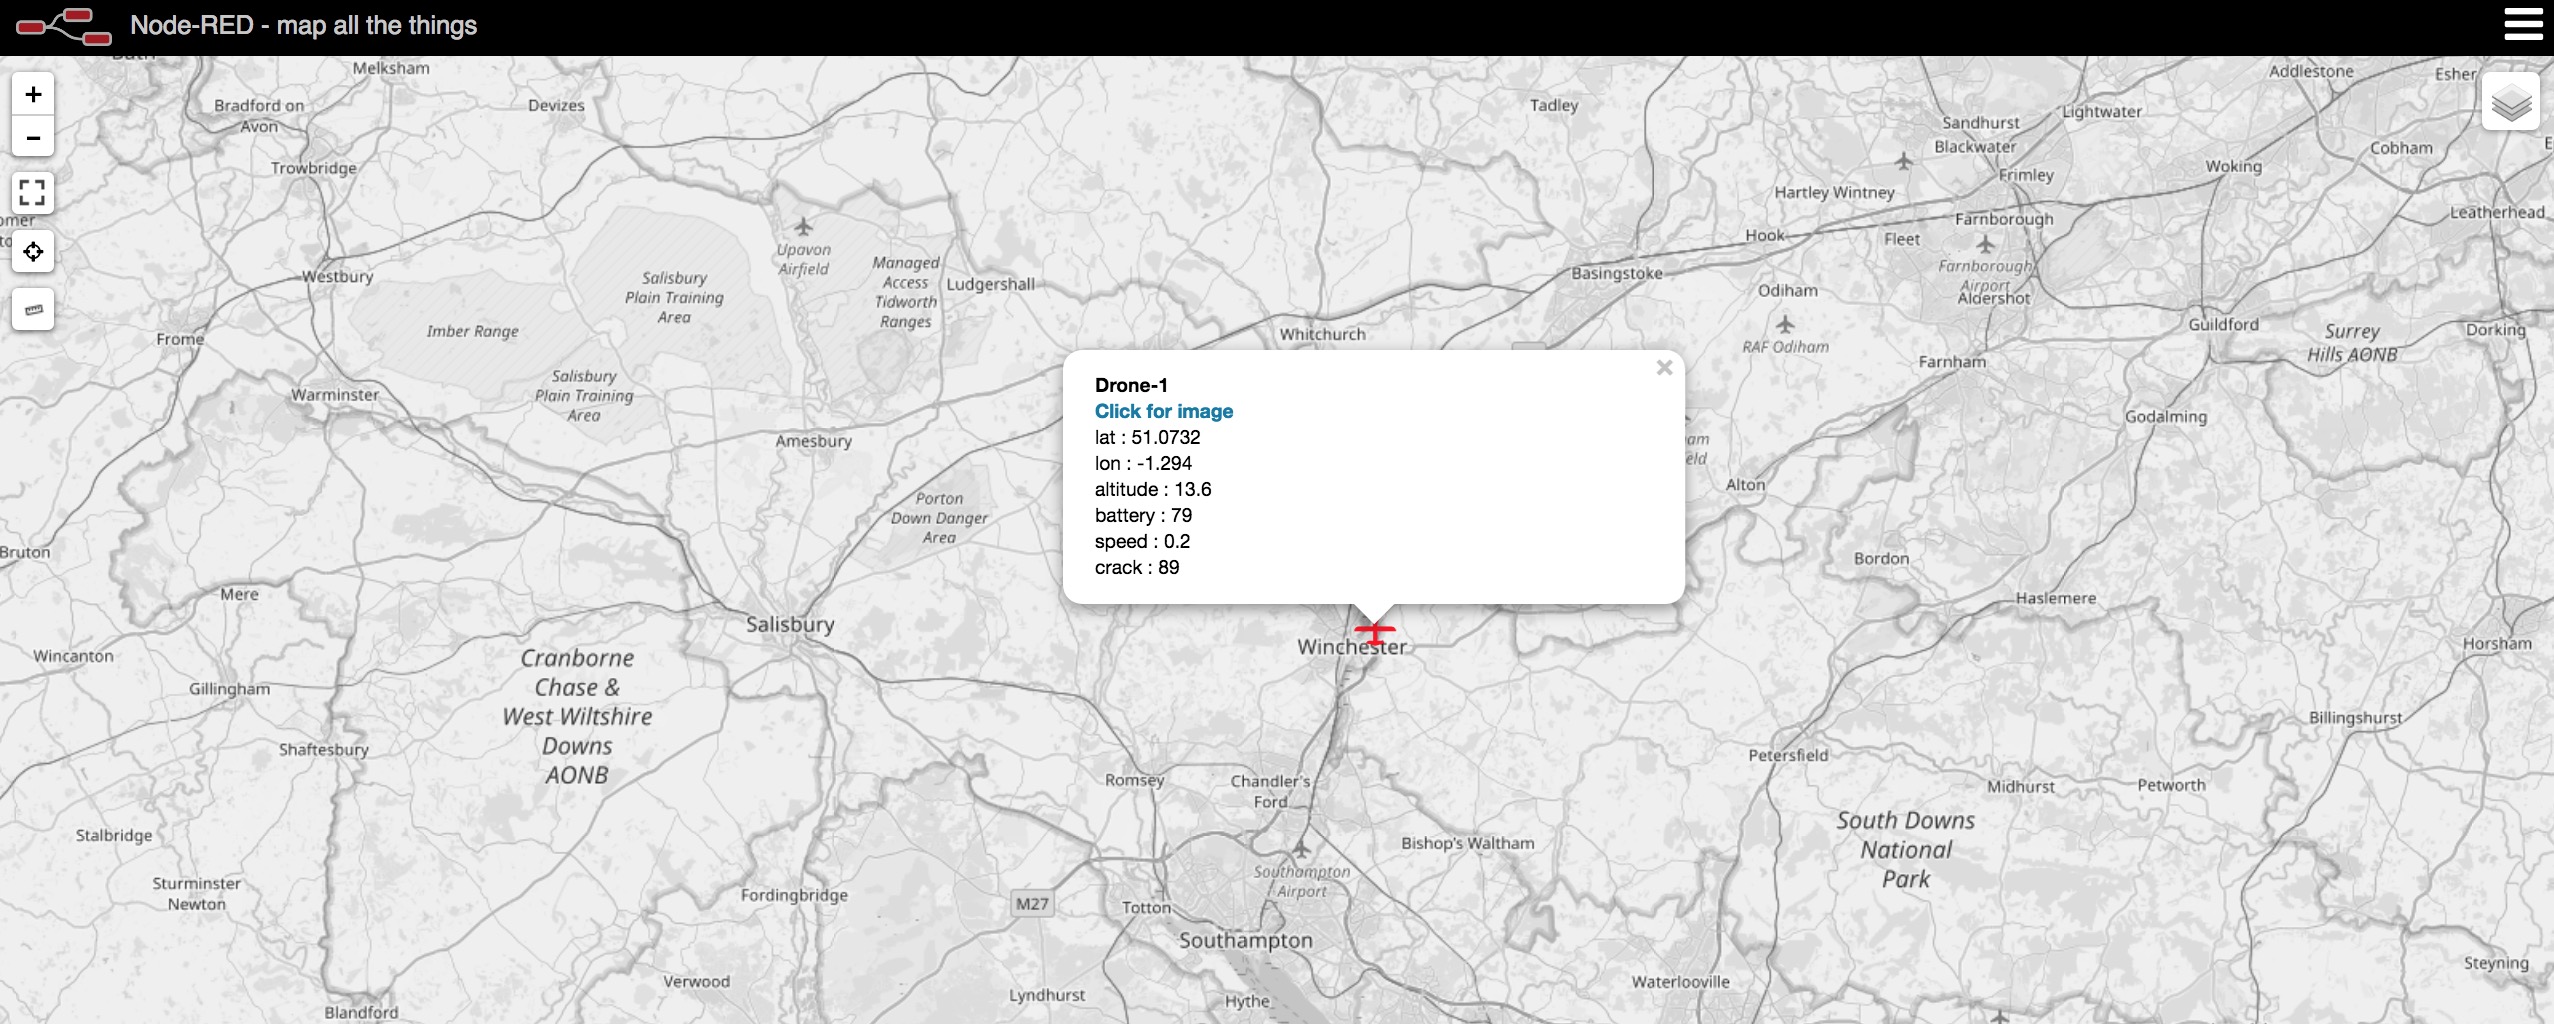 Node-RED - map all the things
Melksham
Addlestone
Esher
Bradford on
Avon
Devizes
Tadley
Lightwater
Sandhurst
Blackwater
Cobham
Trowbridge
Woking
Frimley
Hartley Wintney
Farnborough
Leatherhead
Hook
Fleet
Upavon
Airfield
Managed
Access
Tidworth
Ranges
Westbury
Salisbury
Plain Training
Area
Ludgershall
Basingstoke
Farnborough
Airport
Aldershot
Odiham
Imber Range
Frome
Whitchurch
RAF Odiham
Guildford
Surrey
Hills AONB
Dorking
Farnham
Warminster
Salisbury
Plain Training
Area
Godalming
Amesbury
Drone-1
Click for image
lat : 51.0732
lon : -1.294
altitude : 13.6
battery : 79
speed : 0.2
crack : 89
Alton
Porton
Down Danger
Area
Bruton
Bordon
Mere
Haslemere
Salisbury
Winchester
Horsham
Wincanton
Gillingham
Cranborne
Chase &
West Wiltshire
Downs
AONB
Billingshurst
Shaftesbury
Petersfield
Romsey
Chandler's
Ford
Midhurst
Petworth
Stalbridge
South Downs
National
Park
Bishop's Waltham
Southampton
Airport
Sturminster
Newton
Fordingbridge
M27
Totton
Southampton
Steyning
Verwood
Waterlooville
Lyndhurst
Hythe
Blandford